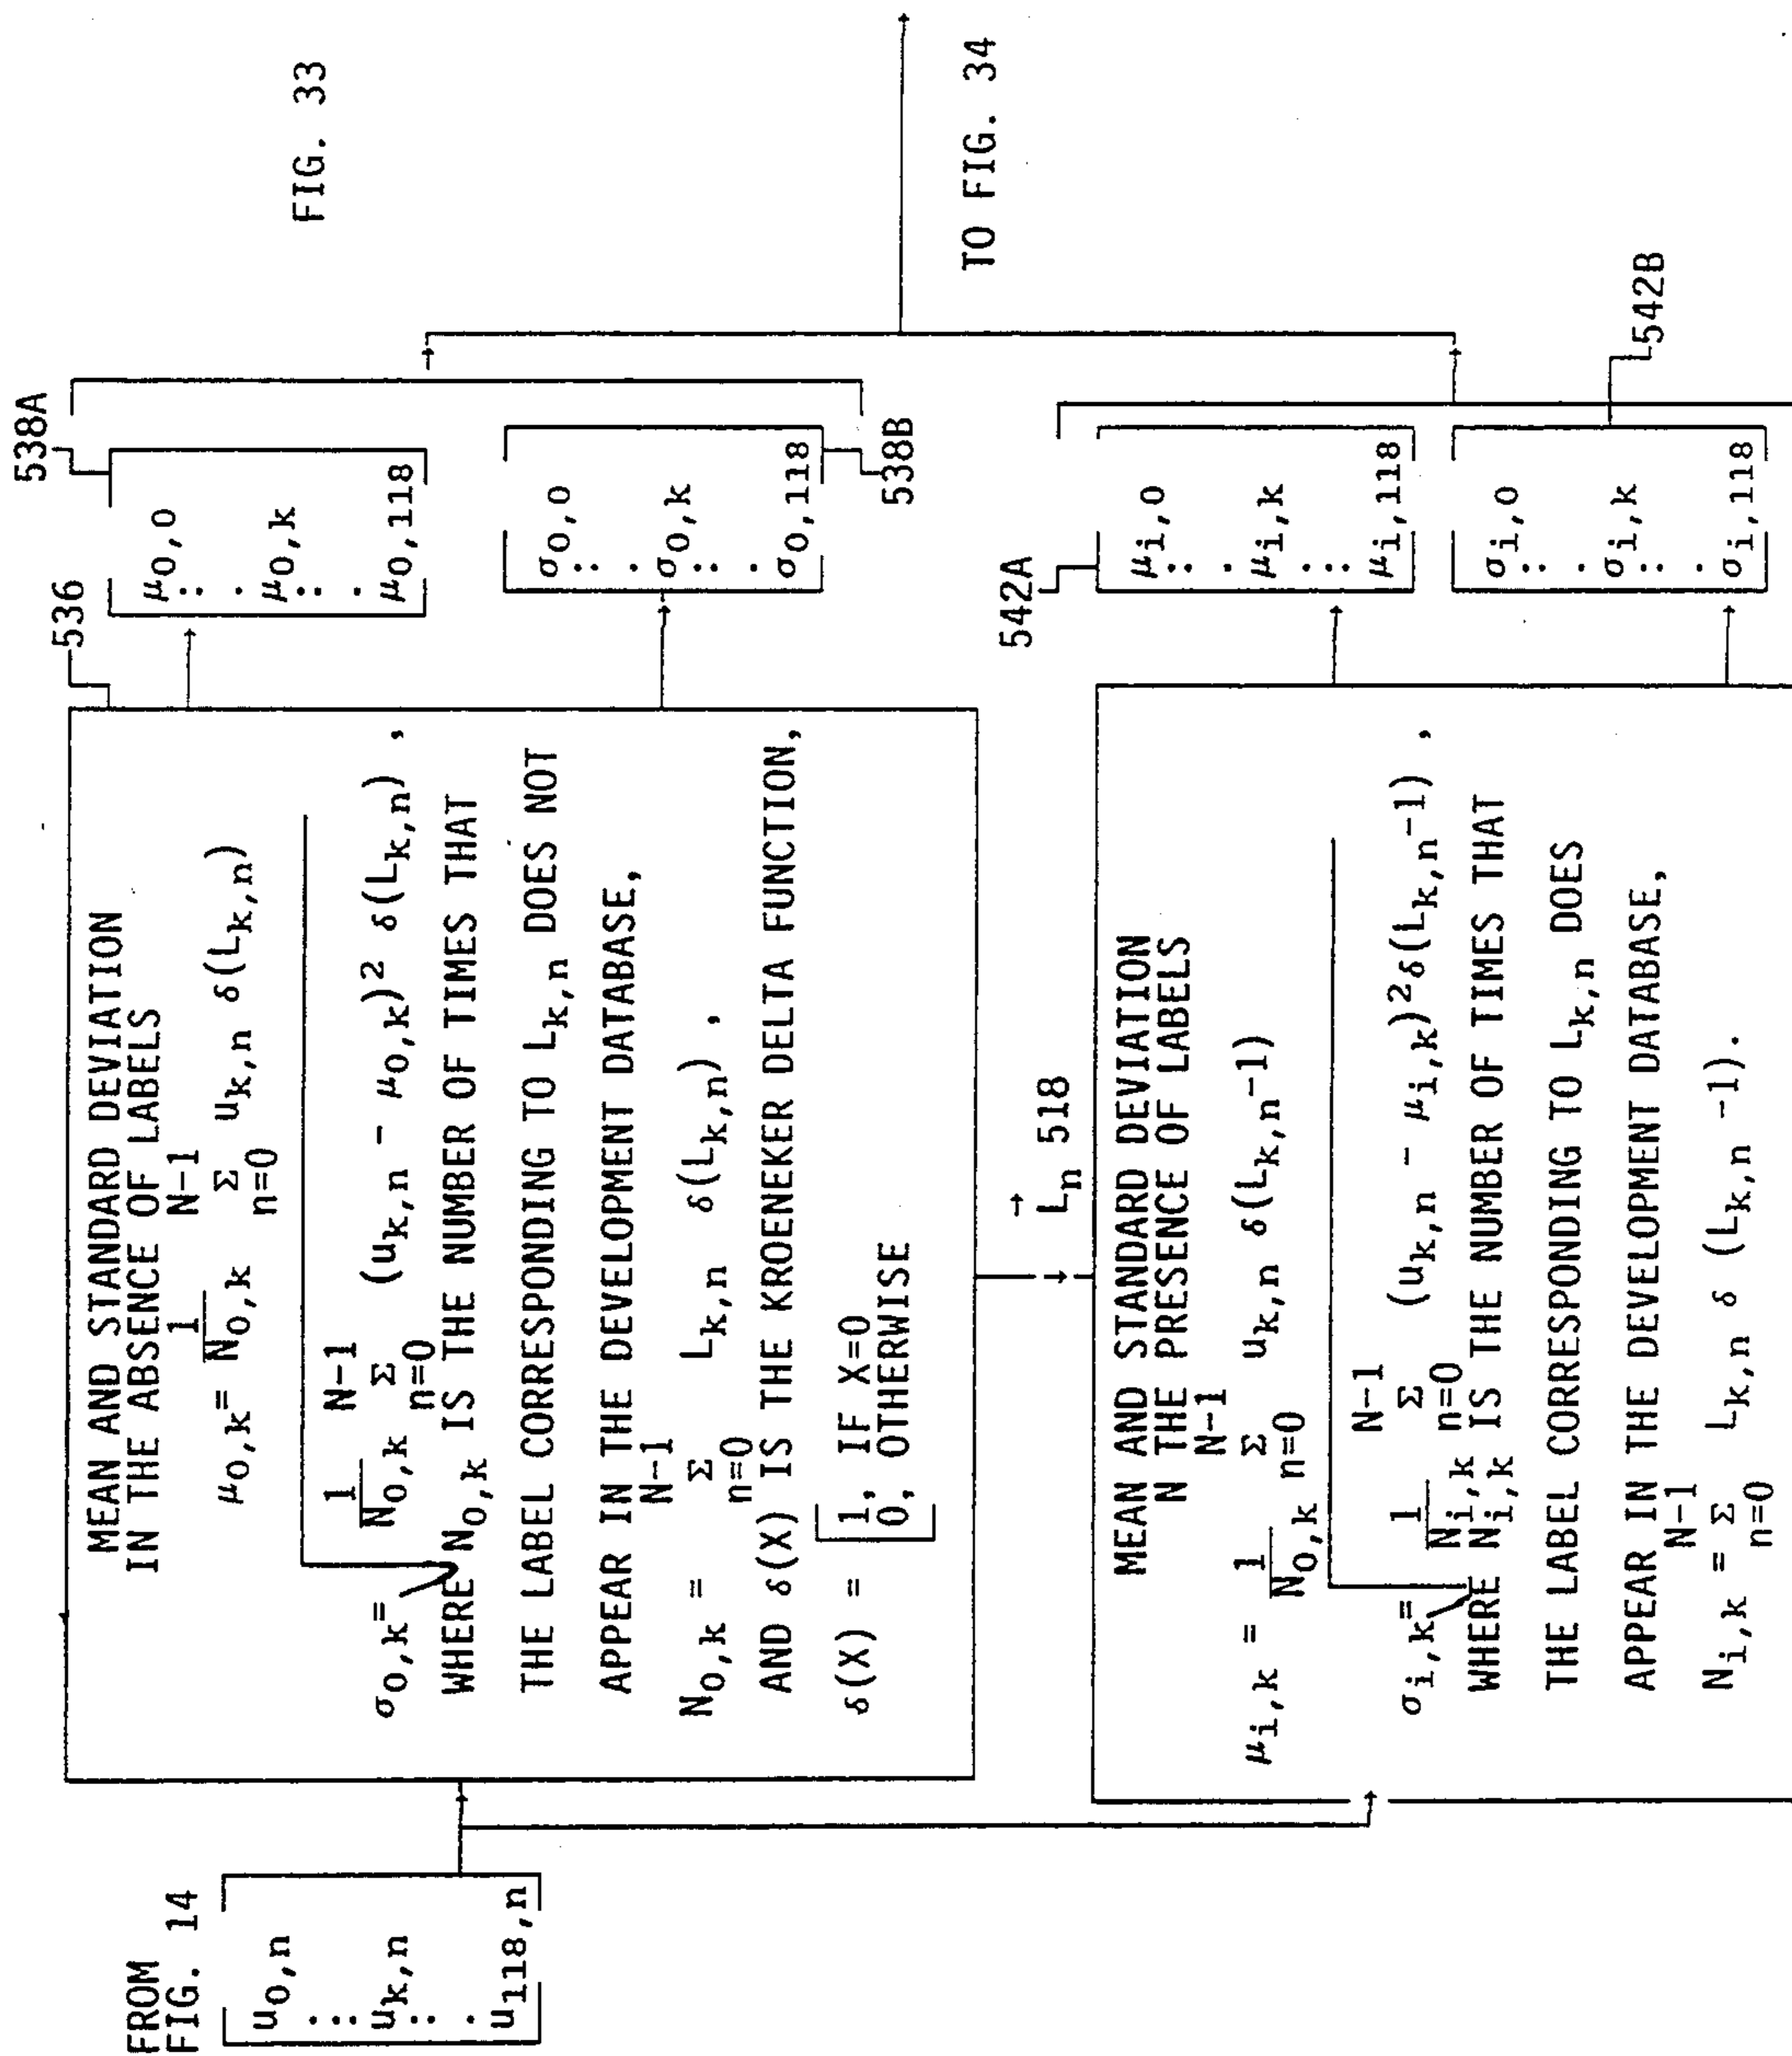 FIG. 33
FROM
FIG. 14
u0,n
uk,n
u118,n
536
MEAN AND STANDARD DEVIATION
IN THE ABSENCE OF LABELS
μ0,k = 1/N0,k Σ n=0 N-1 uk,n δ(Lk,n)
σ0,k = √ 1/N0,k Σ n=0 N-1 (uk,n - μ0,k)² δ(Lk,n) ,
WHERE N0,k IS THE NUMBER OF TIMES THAT
THE LABEL CORRESPONDING TO Lk,n DOES NOT
APPEAR IN THE DEVELOPMENT DATABASE,
N0,k = Σ n=0 N-1 Lk,n δ(Lk,n) ,
AND δ(X) IS THE KROENEKER DELTA FUNCTION,
δ(X) = 1, IF X=0
0, OTHERWISE
538A
μ0,0
μ0,k
μ0,118
σ0,0
σ0,k
σ0,118
538B
→Ln 518
MEAN AND STANDARD DEVIATION
N THE PRESENCE OF LABELS
μi,k = 1/N0,k Σ n=0 N-1 uk,n δ(Lk,n-1)
σi,k = √ 1/Ni,k Σ n=0 N-1 (uk,n - μi,k)² δ(Lk,n-1) ,
WHERE Ni,k IS THE NUMBER OF TIMES THAT
THE LABEL CORRESPONDING TO Lk,n DOES
APPEAR IN THE DEVELOPMENT DATABASE,
Ni,k = Σ n=0 N-1 Lk,n δ (Lk,n -1).
542A
μi,0
μi,k
μi,118
σi,0
σi,k
σi,118
542B
TO FIG. 34